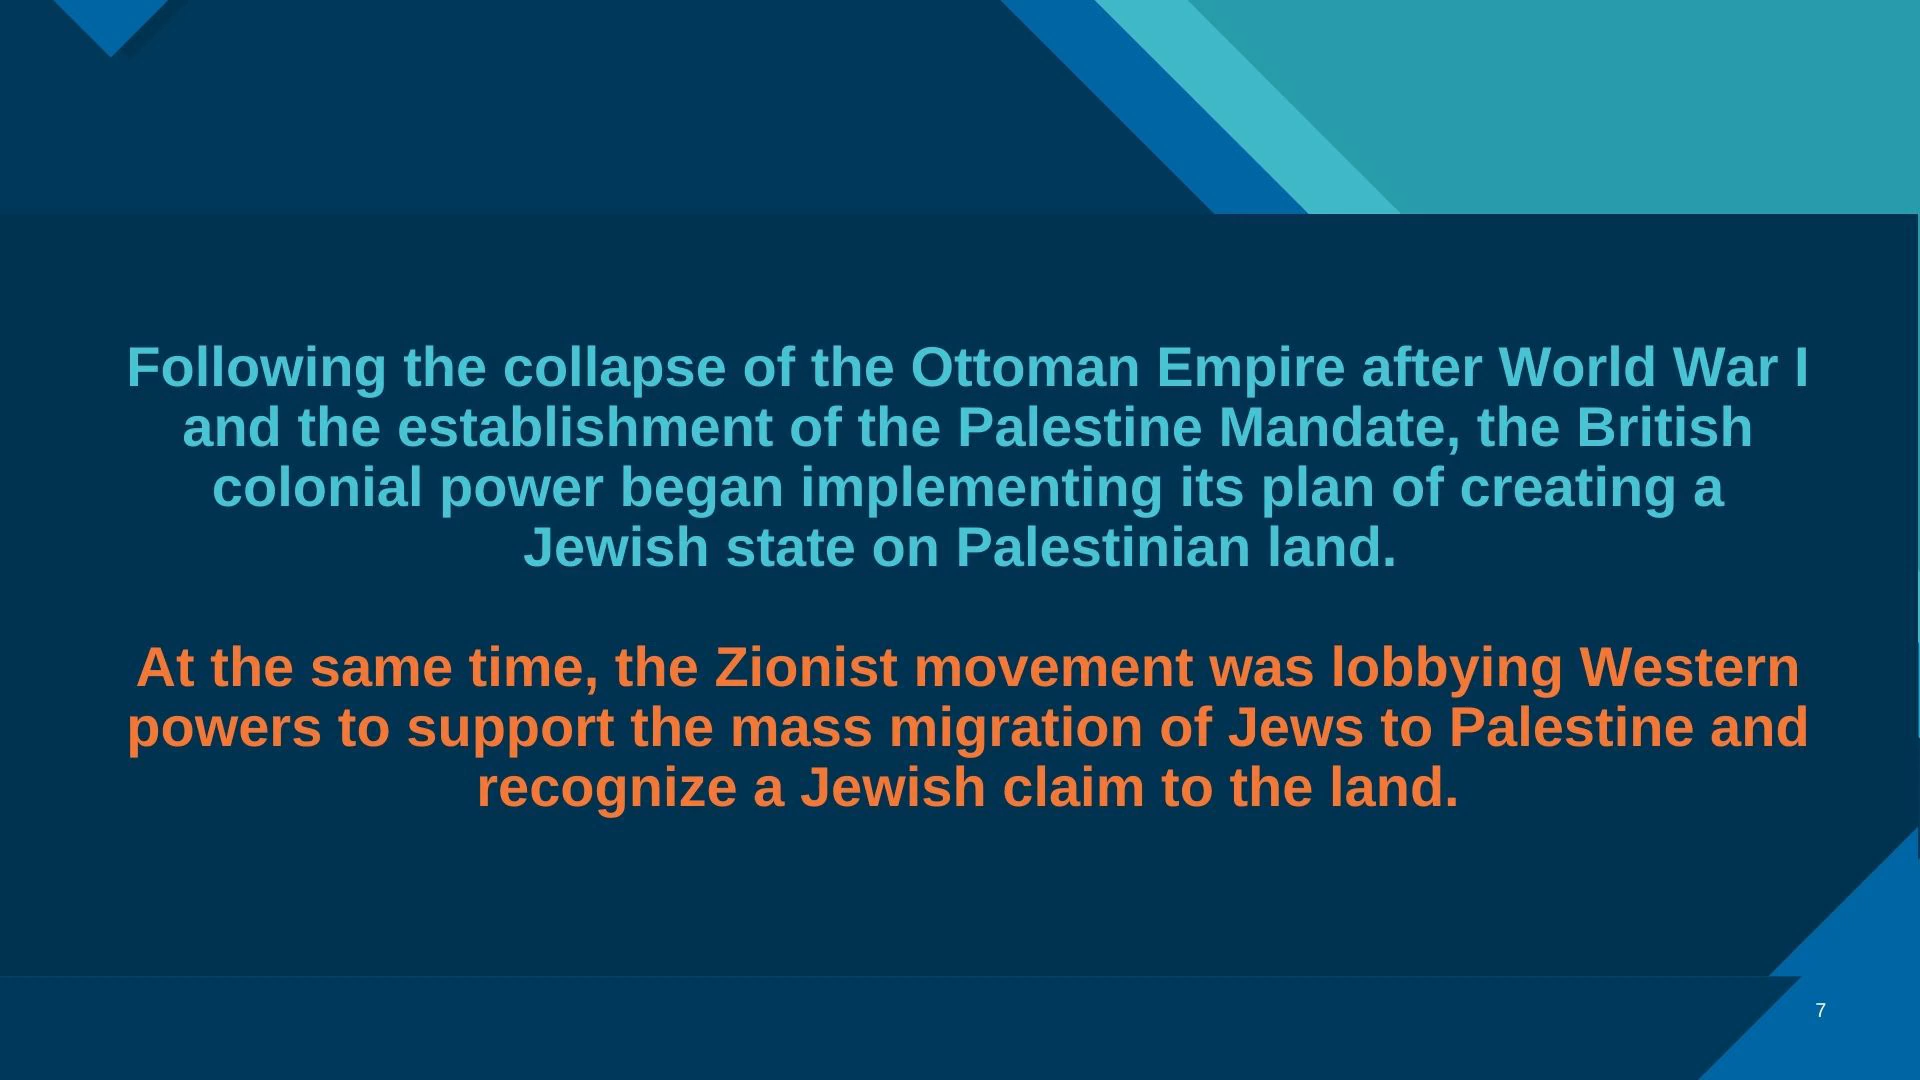 Following the collapse of the Ottoman Empire after World War I
and the establishment of the Palestine Mandate, the British
colonial power began implementing its plan of creating a
Jewish state on Palestinian land.
At the same time, the Zionist movement was lobbying Western
powers to support the mass migration of Jews to Palestine and
recognize a Jewish claim to the land.
7